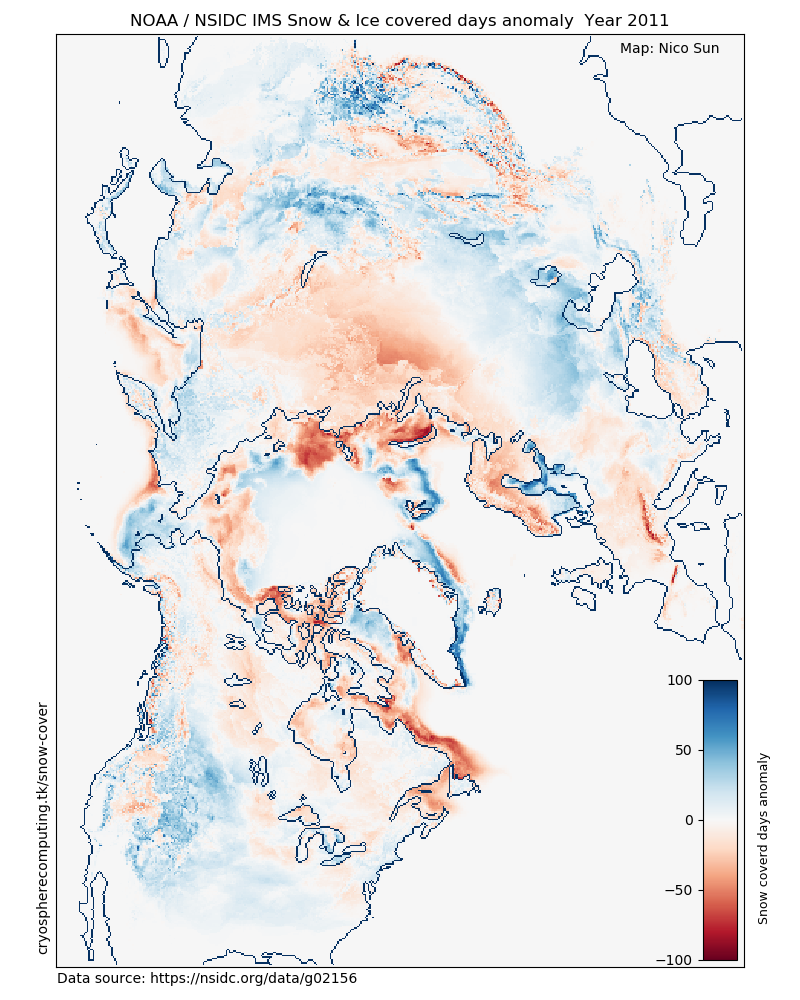 NOAA / NSIDC IMS Snow & Ice covered days anomaly  Year 2011
Map: Nico Sun
cryospherecomputing.tk/snow-cover
100
50
0
−50
−100
Snow coverd days anomaly
Data source: https://nsidc.org/data/g02156